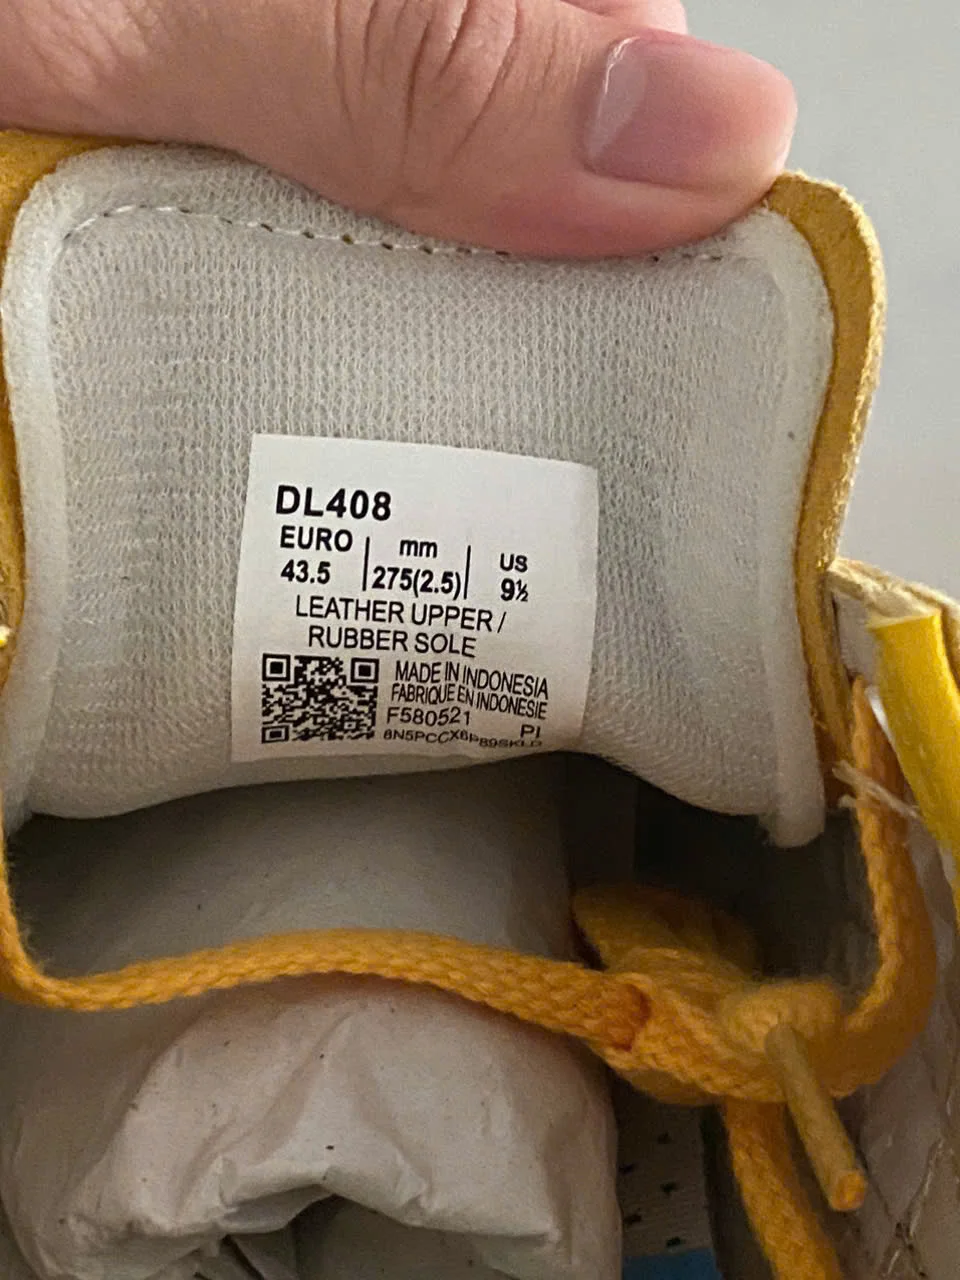 DL408
EURO | mm | US
43.5 | 275(2.5) | 9½
LEATHER UPPER /
RUBBER SOLE
MADE IN INDONESIA
FABRIQUE EN INDONESIE
F580521 PI